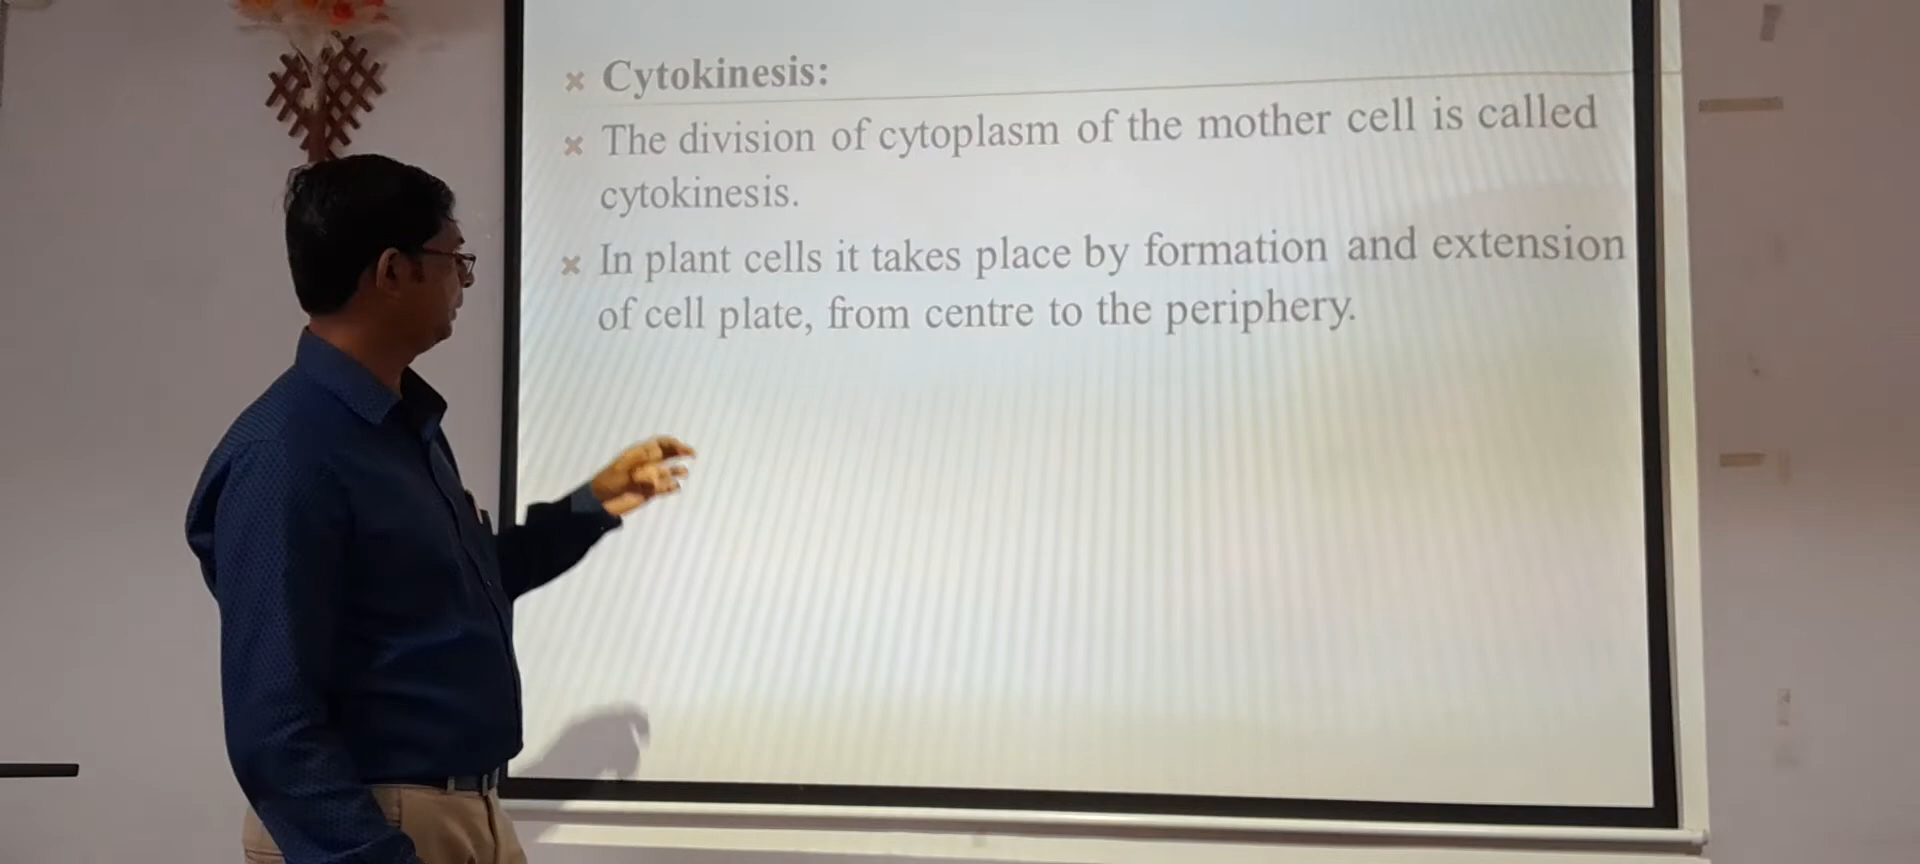 Cytokinesis:
The division of cytoplasm of the mother cell is called
cytokinesis.
In plant cells it takes place by formation and extension
of cell plate, from centre to the periphery.